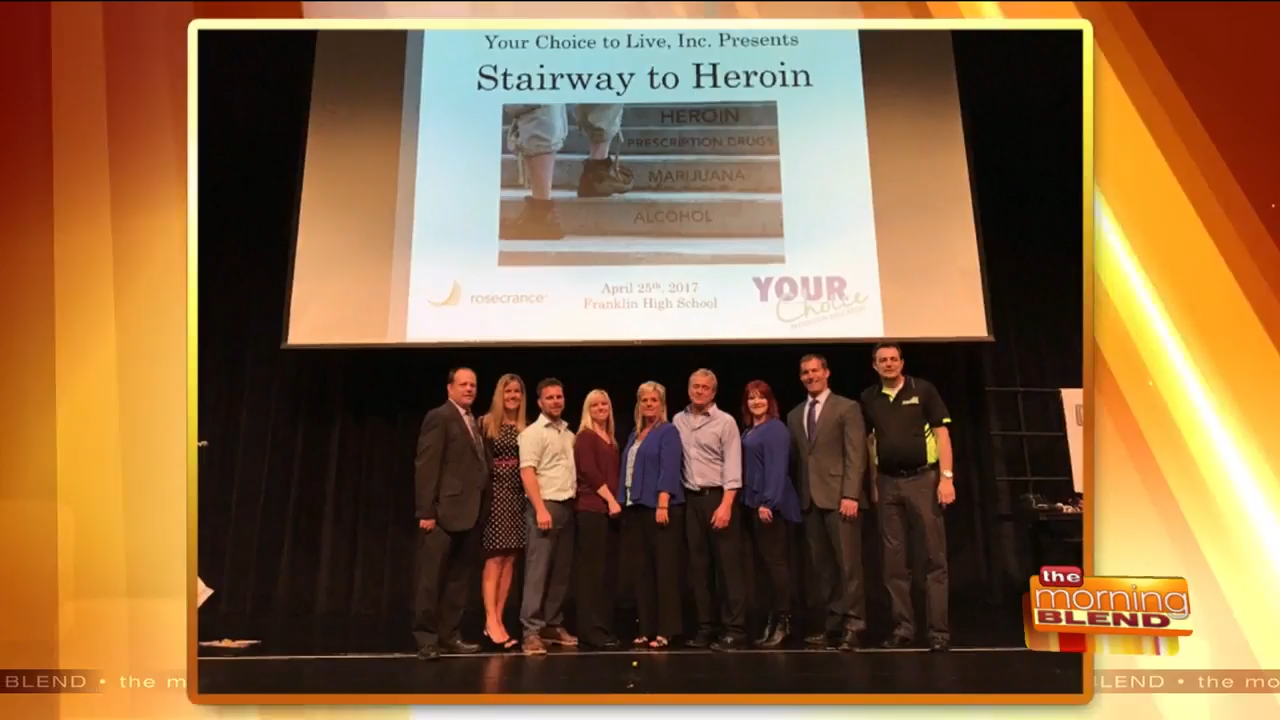 Your Choice to Live, Inc. Presents
Stairway to Heroin
HEROIN
PRESCRIPTION DRUGS
MARIJUANA
ALCOHOL
rosecrance
April 25th, 2017
Franklin High School
YOUR
Choice
the
morning
BLEND
BLEND • the m
LEND • the mo